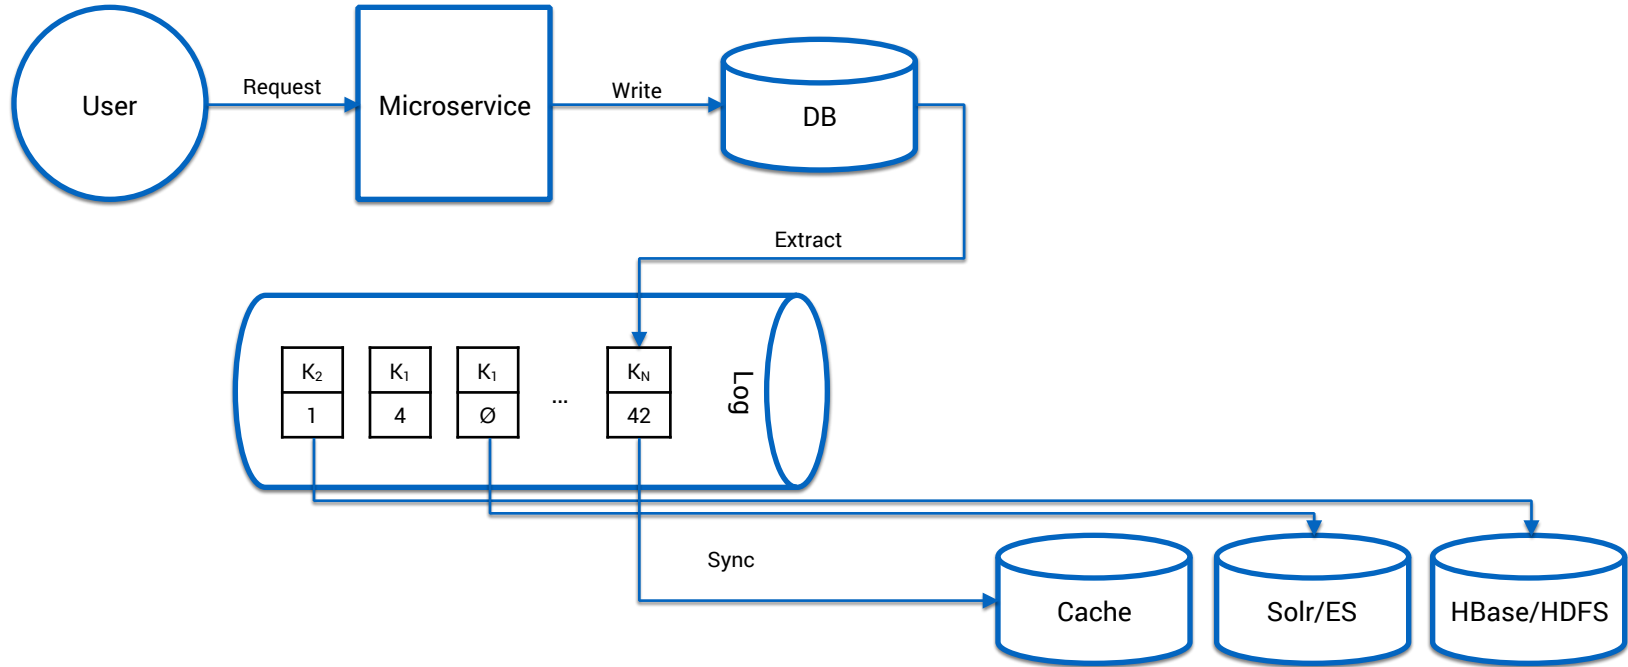 User
Request
Microservice
Write
DB
Extract
K₂
1
K₁
4
K₁
Ø
...
K_N
42
Log
Sync
Cache
Solr/ES
HBase/HDFS